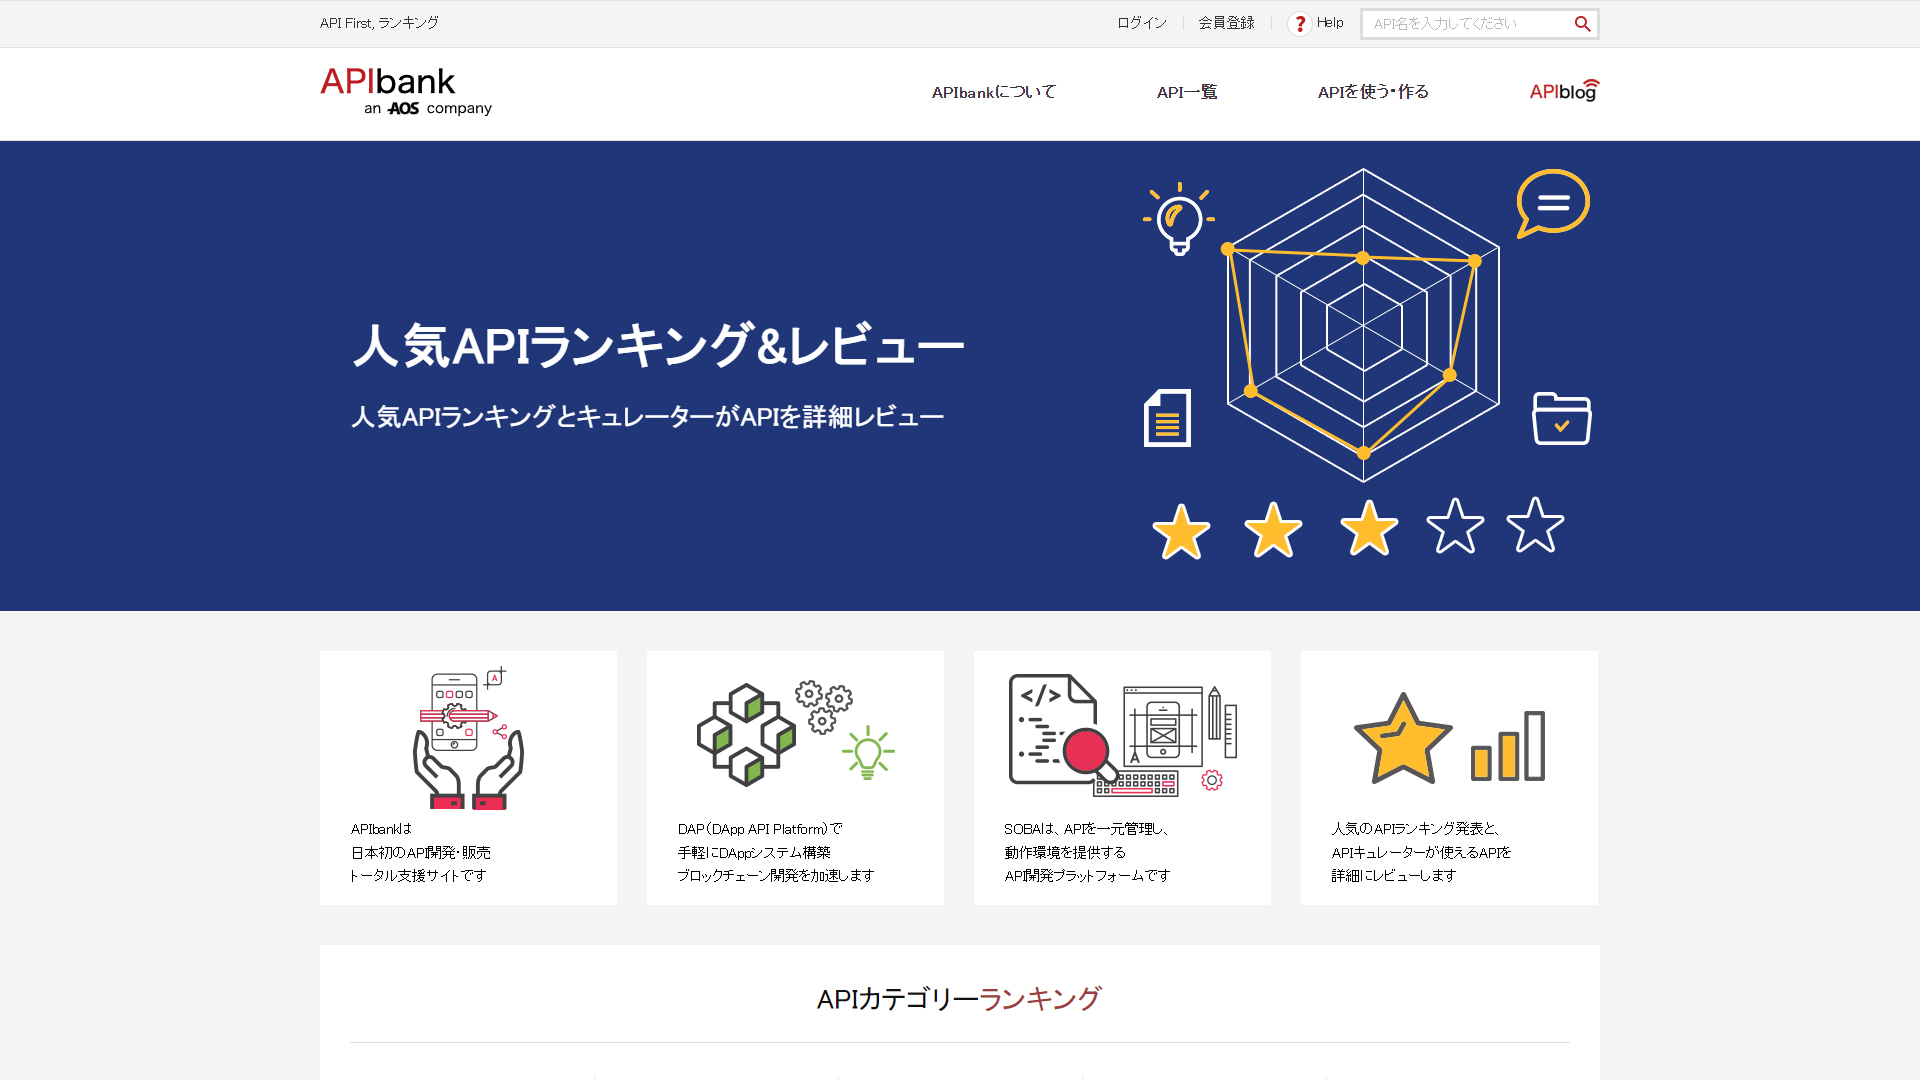 API First, ランキング
ログイン
会員登録
? Help
API名を入力してください
APIbank
an AOS company
APIbankについて
API一覧
APIを使う・作る
APIblog
人気APIランキング&レビュー
人気APIランキングとキュレーターがAPIを詳細レビュー
A
</>
A
APIbankは
日本初のAPI開発・販売
トータル支援サイトです
DAP（DApp API Platform）で
手軽にDAppシステム構築
ブロックチェーン開発を加速します
SOBAは、APIを一元管理し、
動作環境を提供する
API開発プラットフォームです
人気のAPIランキング発表と、
APIキュレーターが使えるAPIを
詳細にレビューします
APIカテゴリーランキング